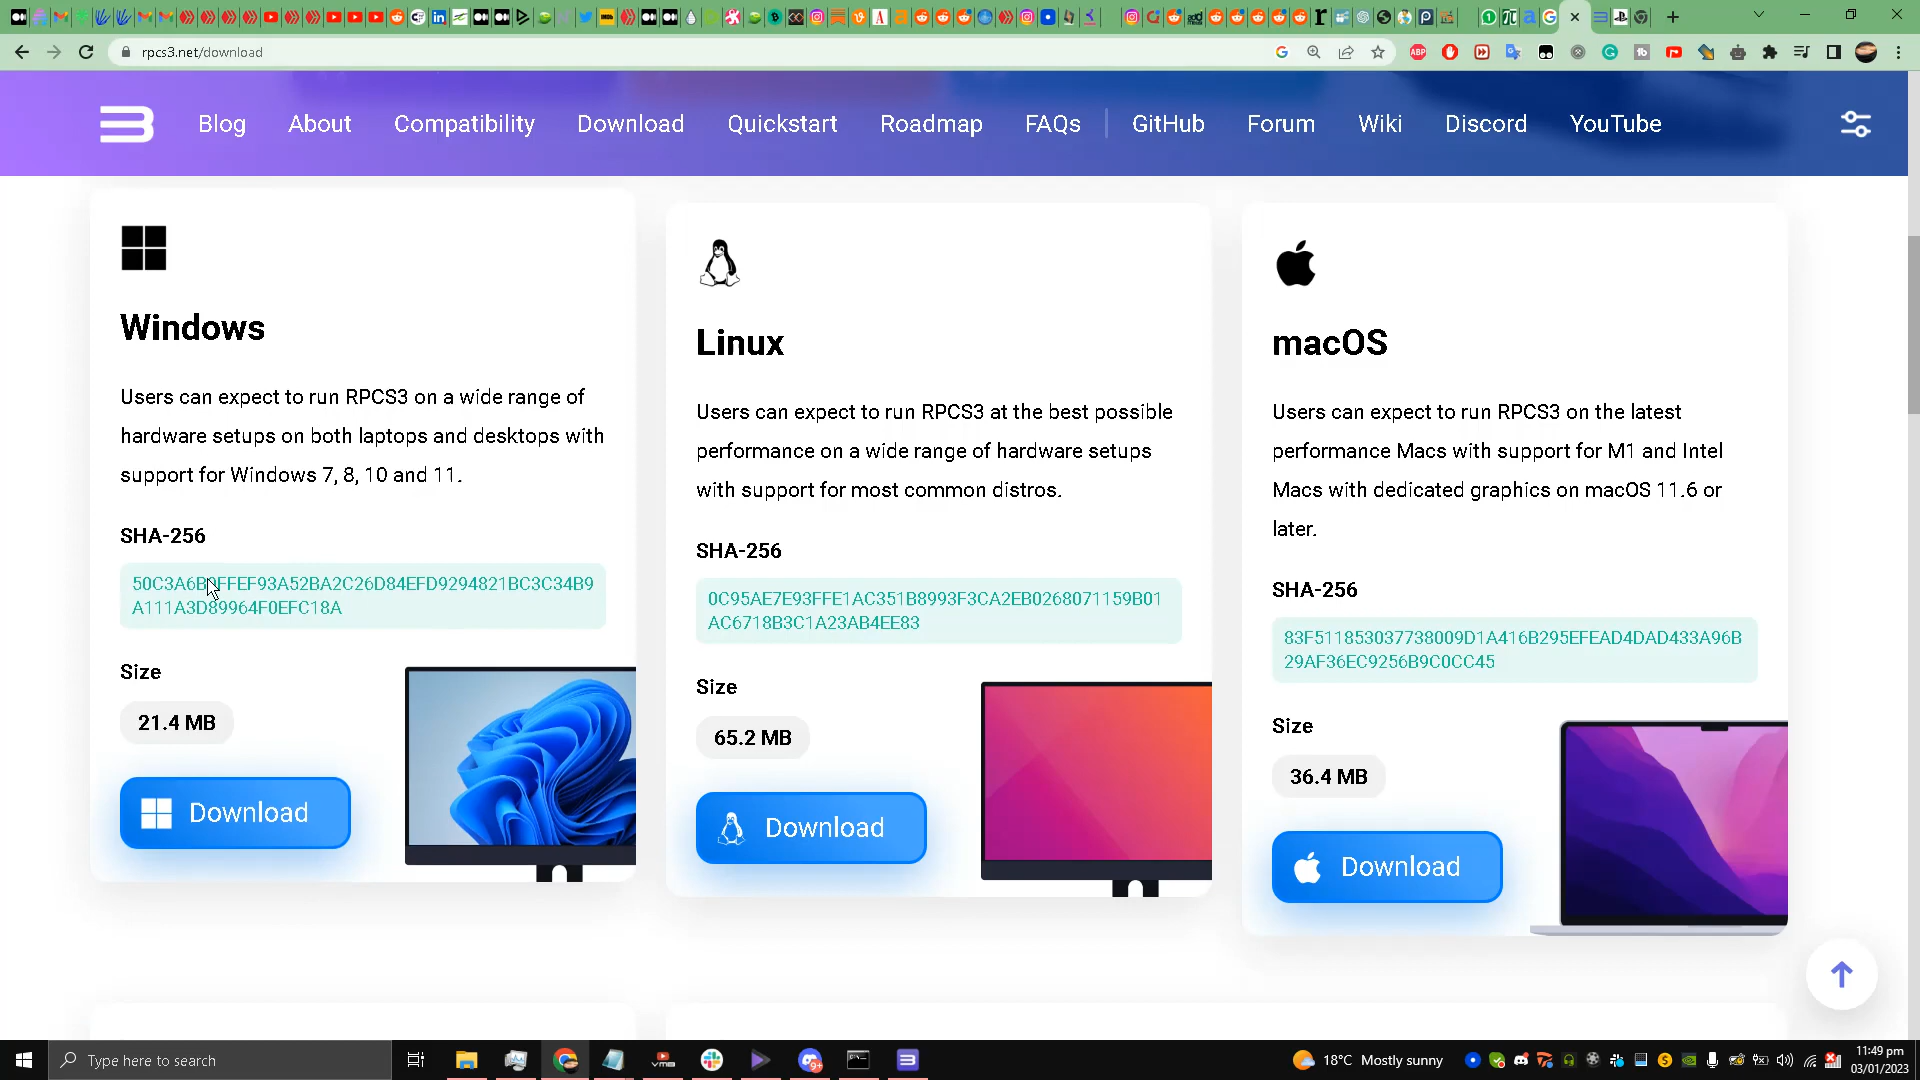 rpcs3.net/download
Blog About Compatibility Download Quickstart Roadmap FAQs GitHub Forum Wiki Discord YouTube
Windows
Users can expect to run RPCS3 on a wide range of
hardware setups on both laptops and desktops with
support for Windows 7, 8, 10 and 11.
SHA-256
A111A3D89964F0EFC18A
Size
21.4 MB
Download
Linux
Users can expect to run RPCS3 at the best possible
performance on a wide range of hardware setups
with support for most common distros.
SHA-256
0C95AE7E93FFE1AC351B8993F3CA2EB0268071159B01
AC6718B3C1A23AB4EE83
Size
65.2 MB
Download
macOS
Users can expect to run RPCS3 on the latest
performance Macs with support for M1 and Intel
Macs with dedicated graphics on macOS 11.6 or
later.
SHA-256
83F511853037738009D1A416B295EFEAD4DAD433A96B
29AF36EC9256B9C0CC45
Size
36.4 MB
Download
Type here to search
18°C Mostly sunny
11:49 pm
03/01/2023